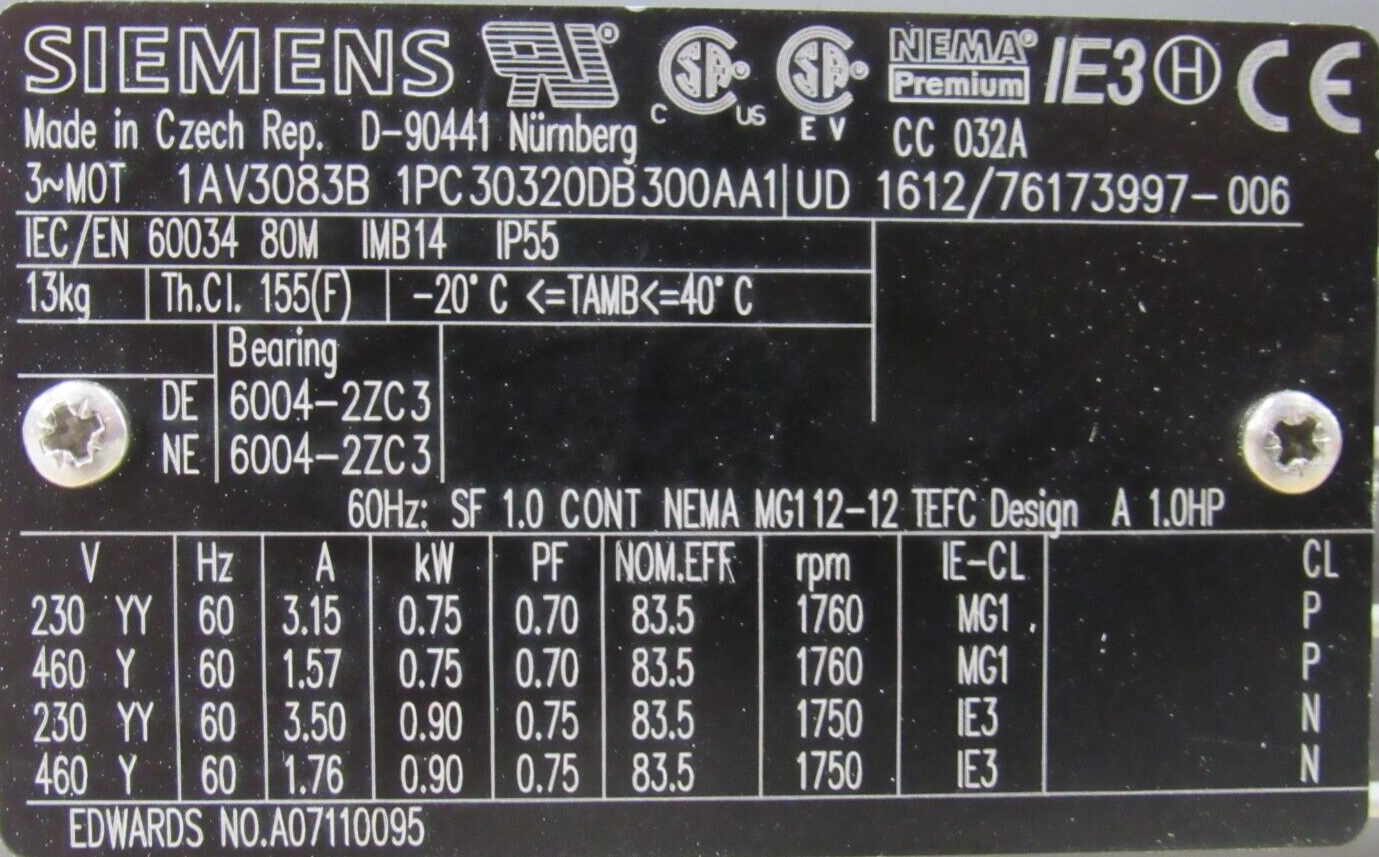 SIEMENS UR® C SA® US SA® EV NEMA® Premium IE3 H CE
Made in Czech Rep. D-90441 Nürnberg CC 032A
3~MOT 1AV3083B 1PC30320DB300AA1 UD 1612/76173997-006
IEC/EN 60034 80M IMB14 IP55
13kg Th.Cl. 155(F) -20°C <=TAMB<=40°C
Bearing
DE 6004-2ZC3
NE 6004-2ZC3
60Hz: SF 1.0 CONT NEMA MG112-12 TEFC Design A 1.0HP
V Hz A kW PF NOM.EFF rpm IE-CL CL
230 YY 60 3.15 0.75 0.70 83.5 1760 MG1 P
460 Y 60 1.57 0.75 0.70 83.5 1760 MG1 P
230 YY 60 3.50 0.90 0.75 83.5 1750 IE3 N
460 Y 60 1.76 0.90 0.75 83.5 1750 IE3 N
EDWARDS NO.A07110095